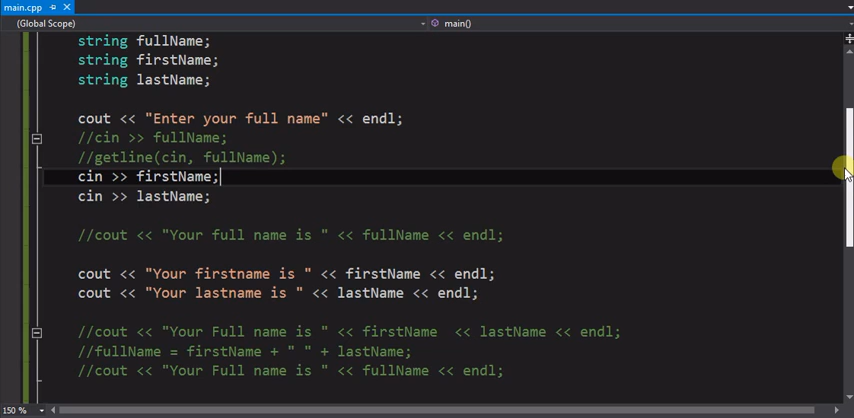 main.cpp
(Global Scope) main()
string fullName;
string firstName;
string lastName;
cout << "Enter your full name" << endl;
//cin >> fullName;
//getline(cin, fullName);
cin >> firstName;
cin >> lastName;
//cout << "Your full name is " << fullName << endl;
cout << "Your firstname is " << firstName << endl;
cout << "Your lastname is " << lastName << endl;
//cout << "Your Full name is " << firstName  << lastName << endl;
//fullName = firstName + " " + lastName;
//cout << "Your Full name is " << fullName << endl;
150 %